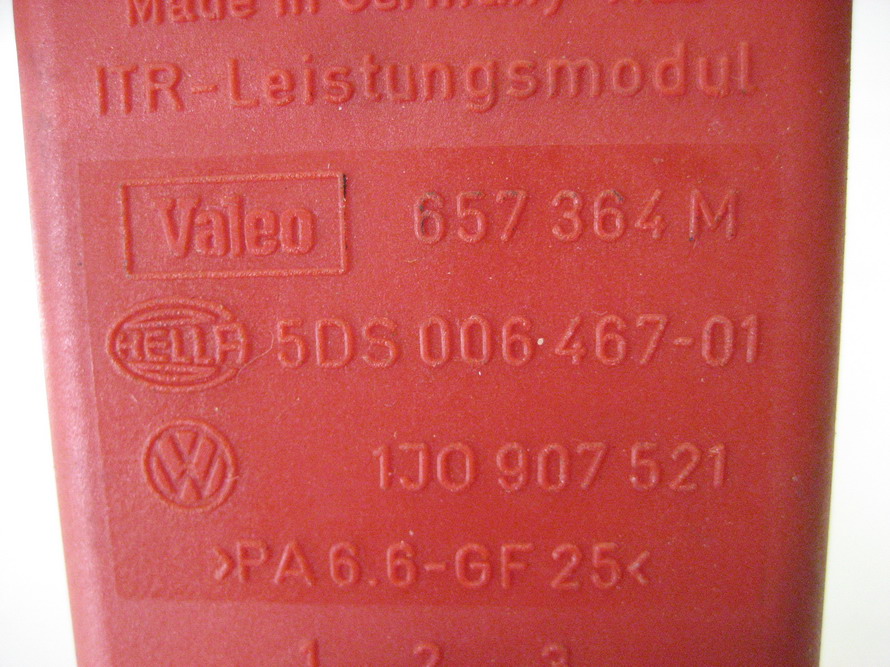 Made in Germany
ITR-Leistungsmodul
Valeo 657 364 M
HELLA 5DS 006 467-01
VW 1J0 907 521
>PA 6.6-GF 25<
1 2 3